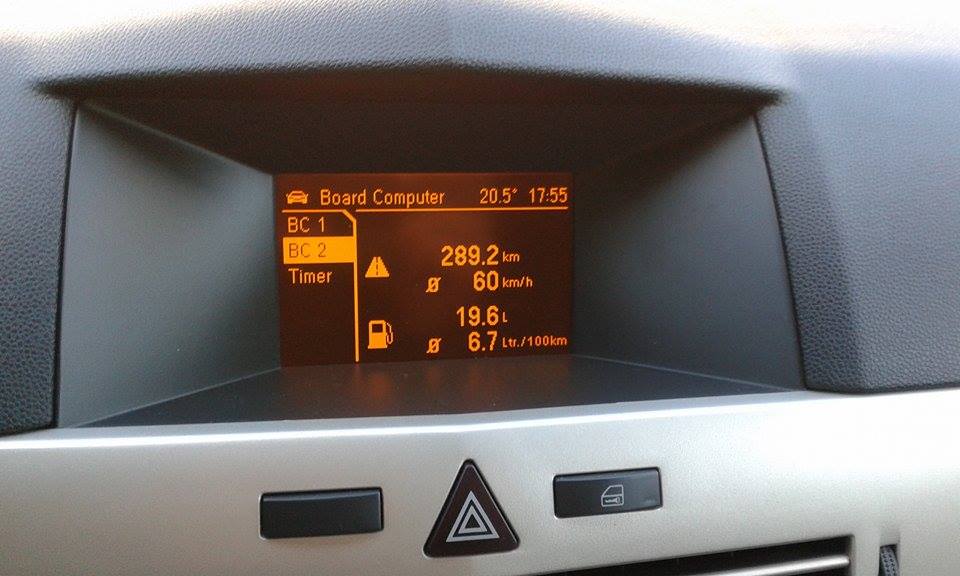 Board Computer 20.5° 17:55
BC 1
BC 2
Timer
289.2 km
Ø 60 km/h
19.6 L
Ø 6.7 Ltr./100km